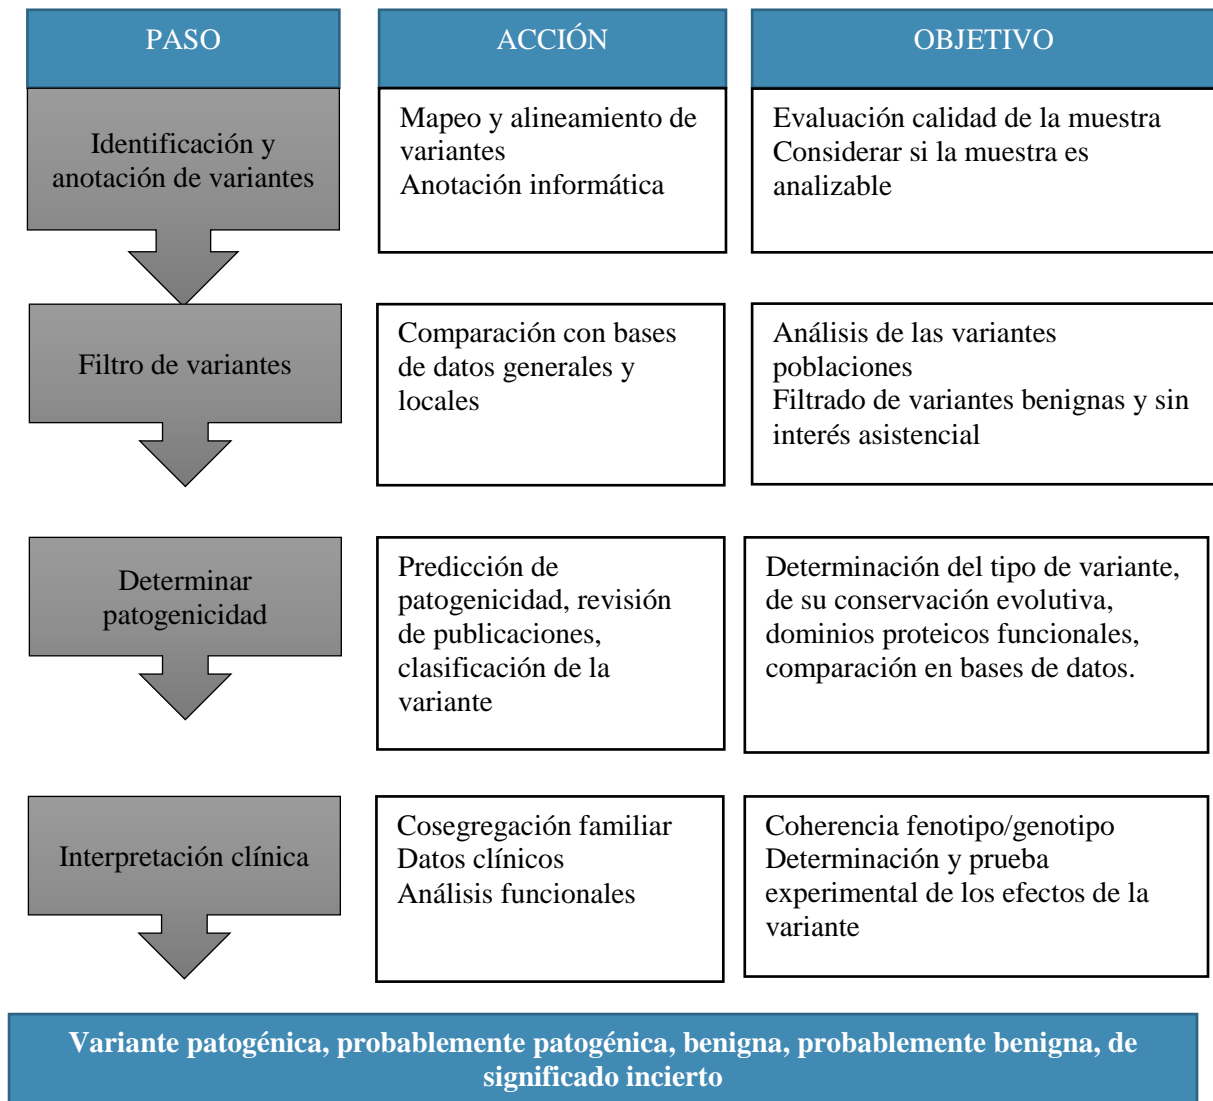 PASO
ACCIÓN
OBJETIVO
Identificación y
anotación de variantes
Mapeo y alineamiento de
variantes
Anotación informática
Evaluación calidad de la muestra
Considerar si la muestra es
analizable
Filtro de variantes
Comparación con bases
de datos generales y
locales
Análisis de las variantes
poblaciones
Filtrado de variantes benignas y sin
interés asistencial
Determinar
patogenicidad
Predicción de
patogenicidad, revisión
de publicaciones,
clasificación de la
variante
Determinación del tipo de variante,
de su conservación evolutiva,
dominios proteicos funcionales,
comparación en bases de datos.
Interpretación clínica
Cosegregación familiar
Datos clínicos
Análisis funcionales
Coherencia fenotipo/genotipo
Determinación y prueba
experimental de los efectos de la
variante
Variante patogénica, probablemente patogénica, benigna, probablemente benigna, de
significado incierto